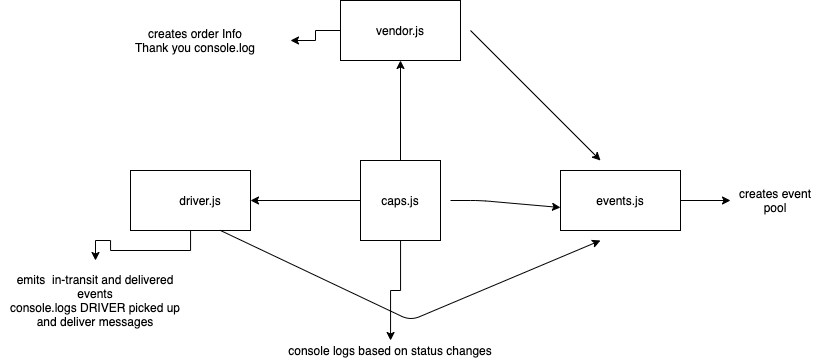 creates order Info
Thank you console.log
vendor.js
driver.js
caps.js
events.js
creates event
pool
emits  in-transit and delivered
events
console.logs DRIVER picked up
and deliver messages
console logs based on status changes